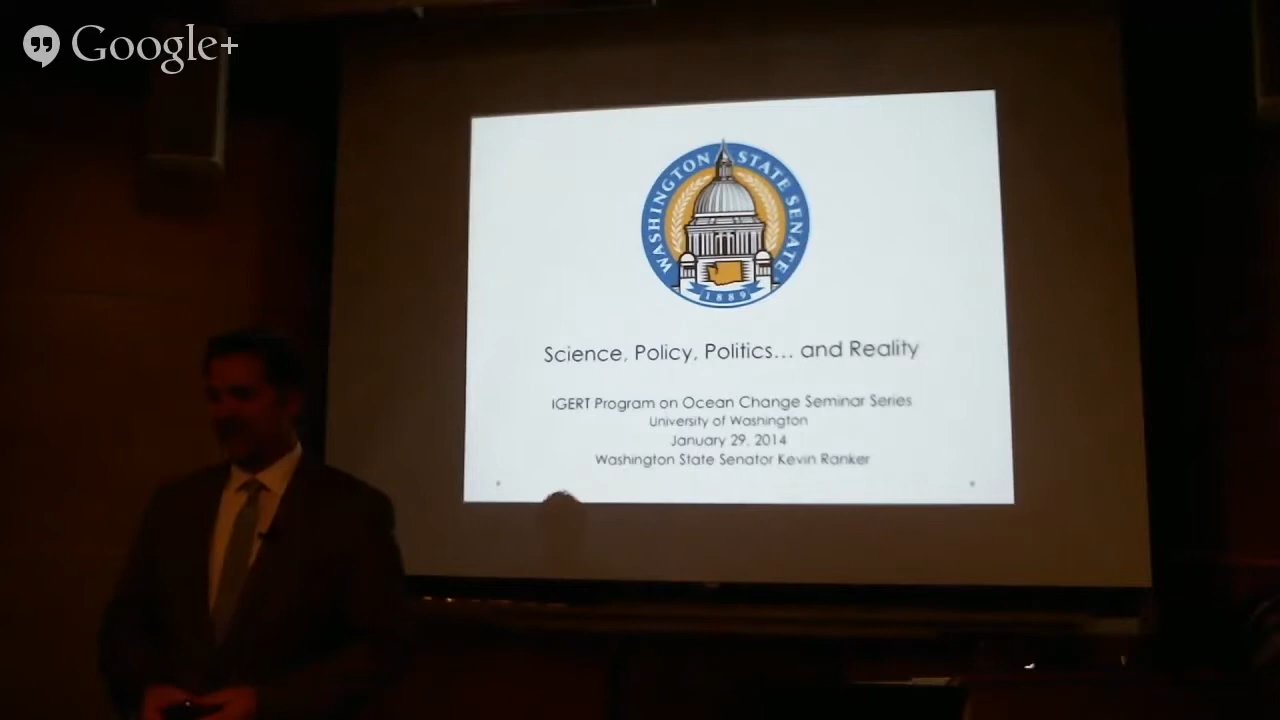 Google+
WASHINGTON STATE SENATE
1889
Science, Policy, Politics... and Reality
IGERT Program on Ocean Change Seminar Series
University of Washington
January 29, 2014
Washington State Senator Kevin Ranker